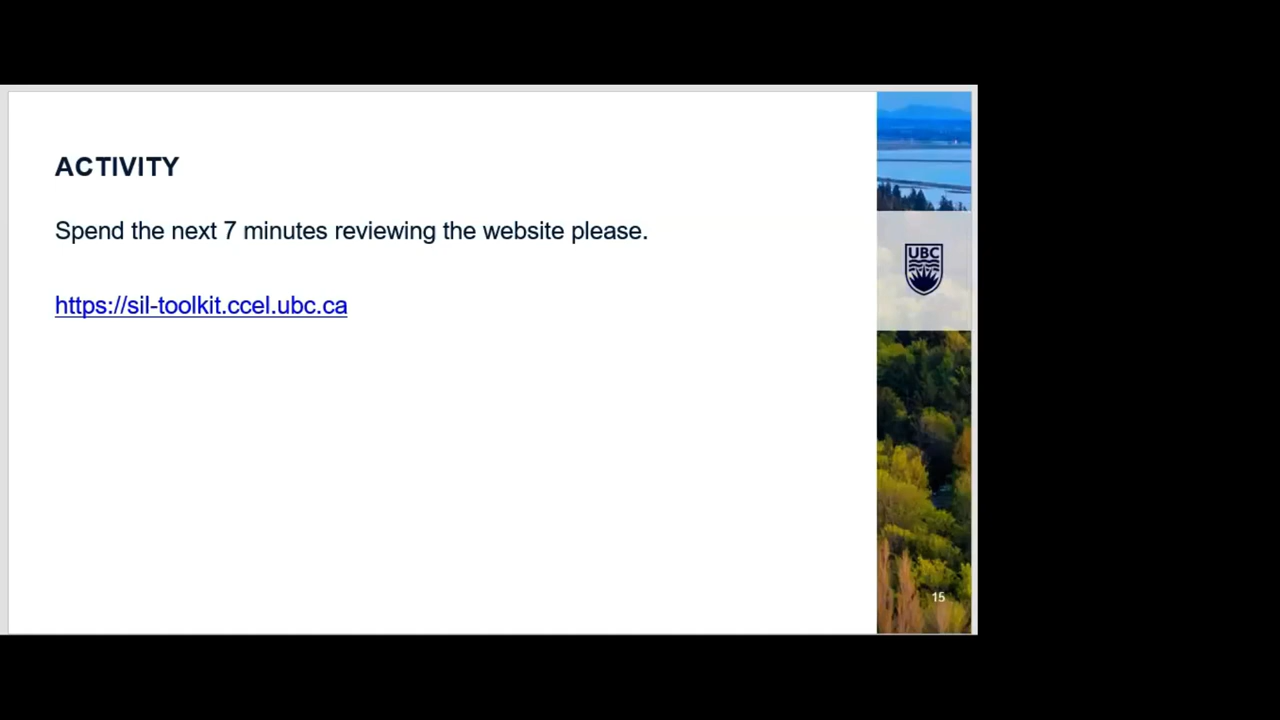 ACTIVITY
Spend the next 7 minutes reviewing the website please.
https://sil-toolkit.ccel.ubc.ca
UBC
15